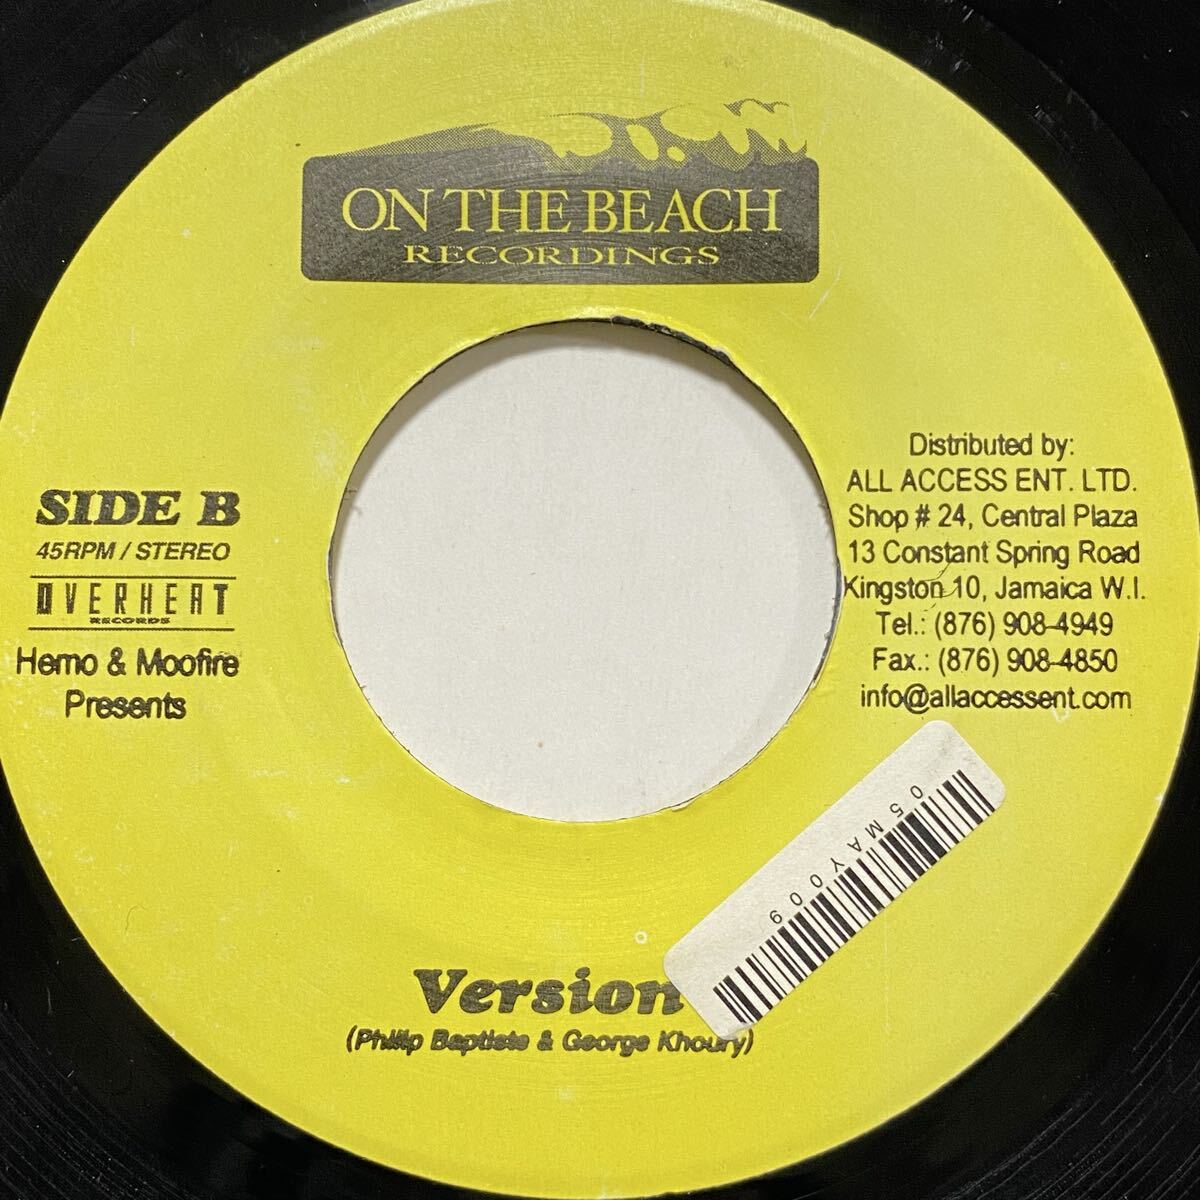 ON THE BEACH
RECORDINGS
SIDE B
45RPM / STEREO
OVERHEAT
RECORDS
Hemo & Moofire
Presents
Distributed by:
ALL ACCESS ENT. LTD.
Shop # 24, Central Plaza
13 Constant Spring Road
Kingston 10, Jamaica W.I.
Tel.: (876) 908-4949
Fax.: (876) 908-4850
info@allaccessent.com
05MAY009
Version
(Phillip Baptiste & George Khoury)